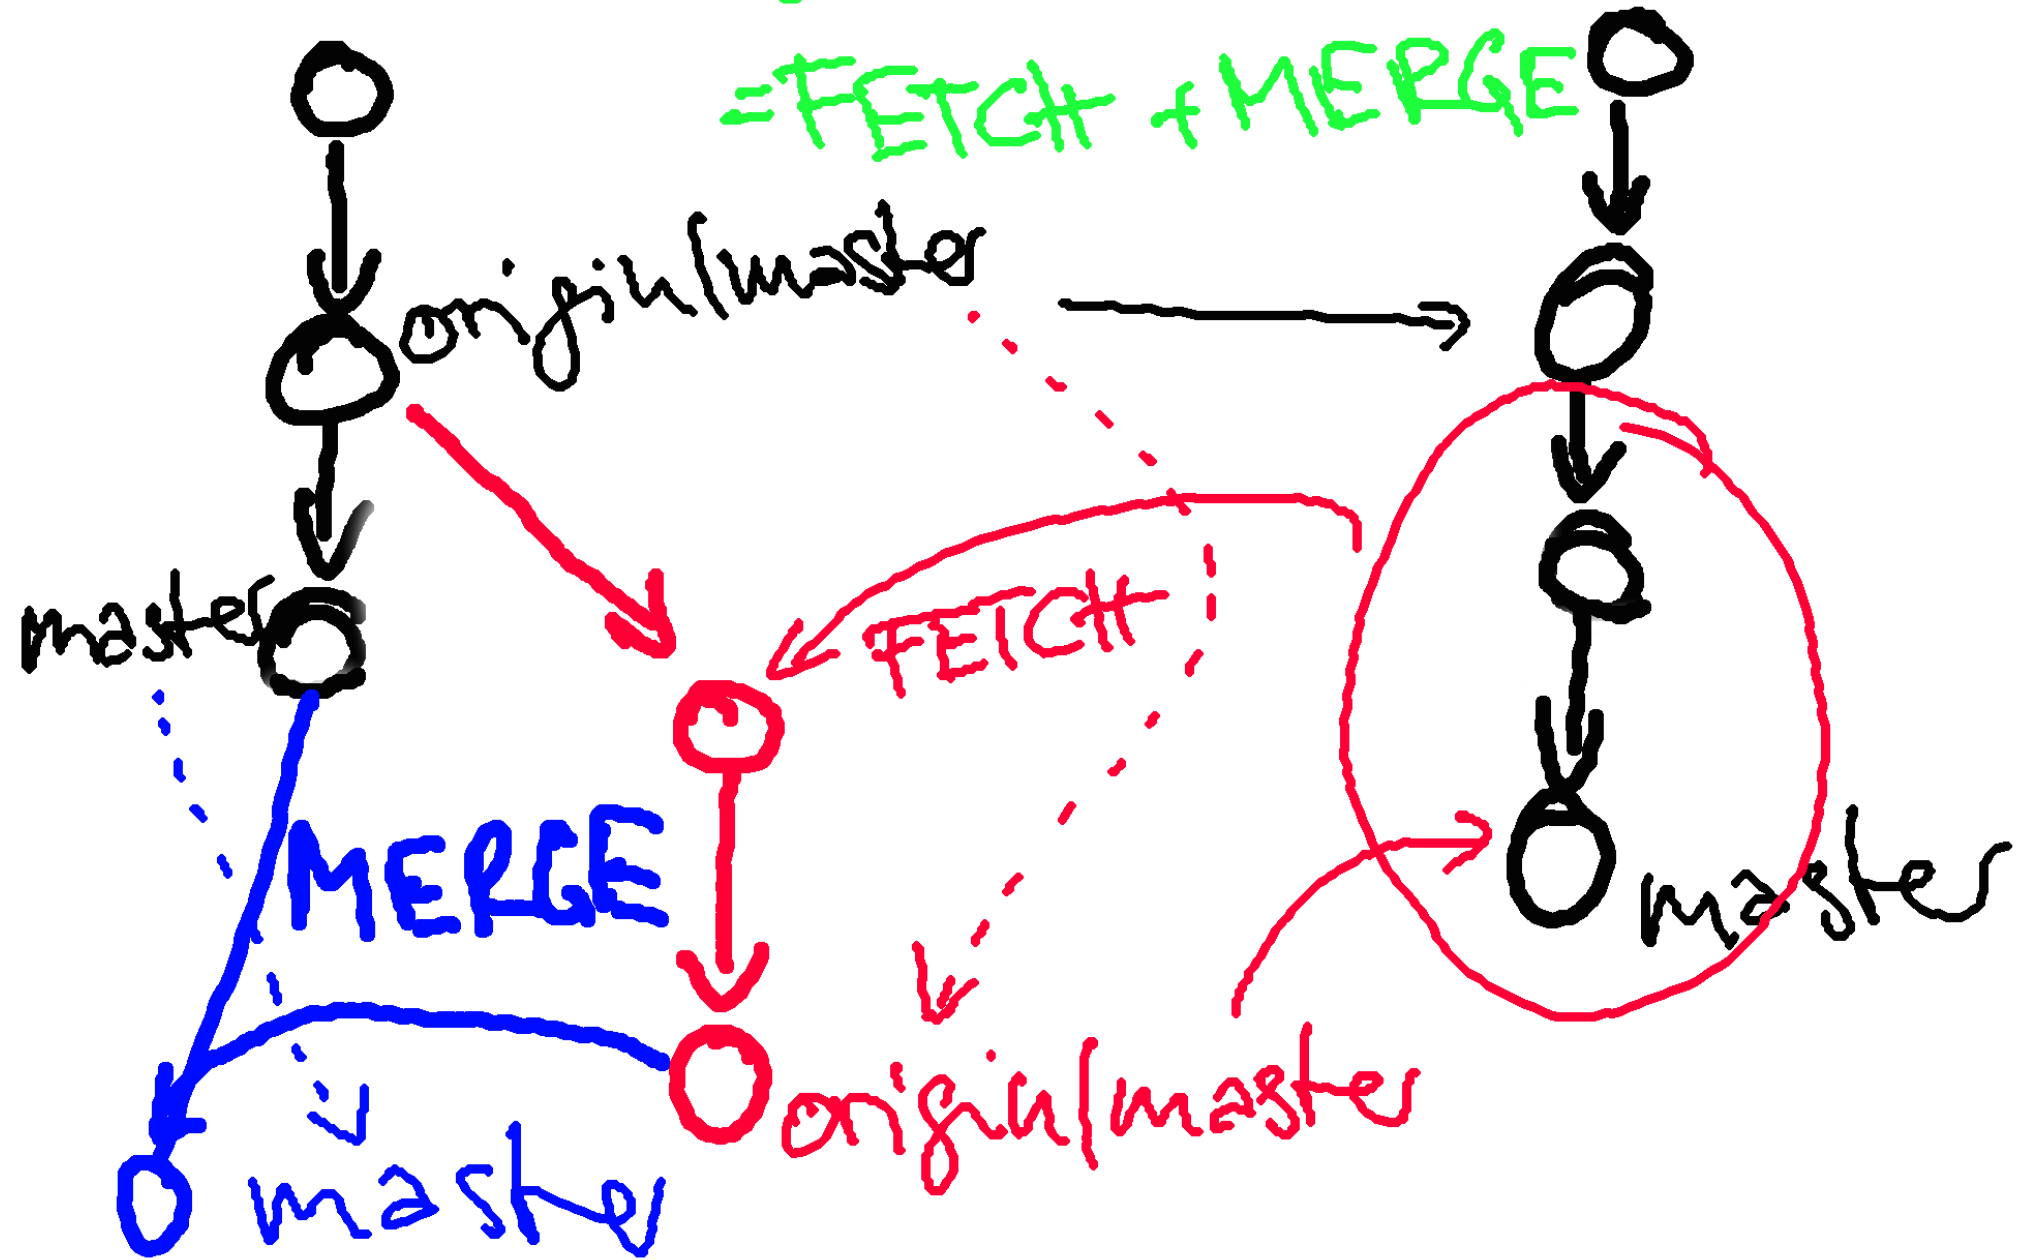 =FETCH + MERGE
origin/master
FETCH
master
MERGE
master
origin/master
master